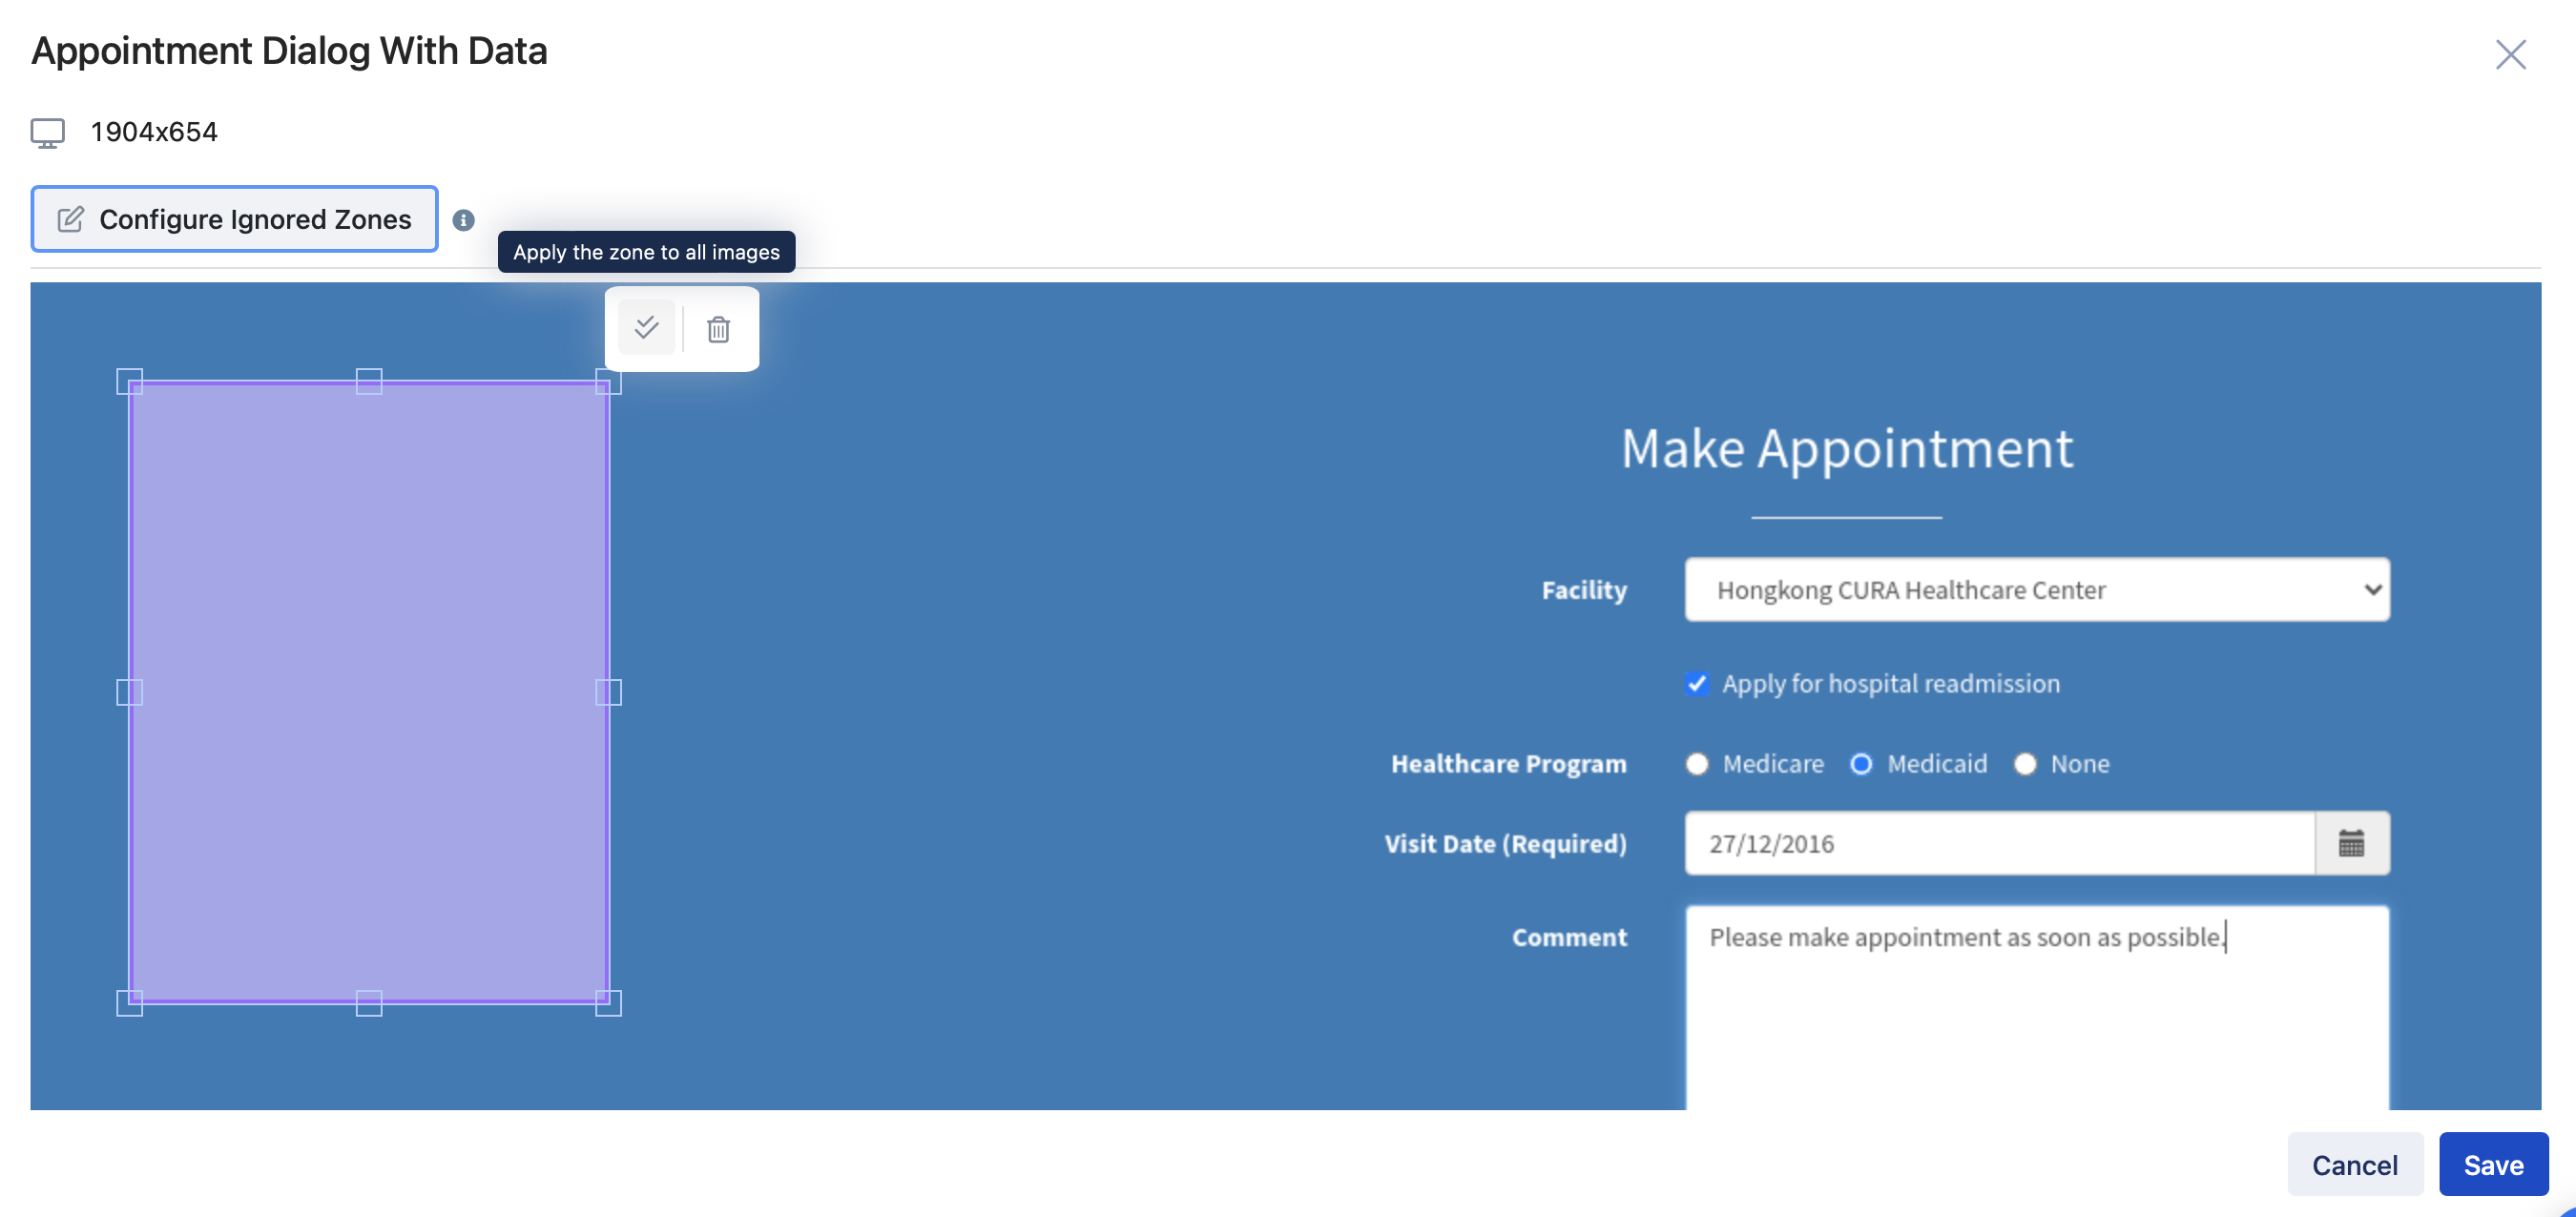 Appointment Dialog With Data
1904x654
Configure Ignored Zones
Apply the zone to all images
Make Appointment
Facility
Hongkong CURA Healthcare Center
Apply for hospital readmission
Healthcare Program
Medicare Medicaid None
Visit Date (Required)
27/12/2016
Comment
Please make appointment as soon as possible.
Cancel Save